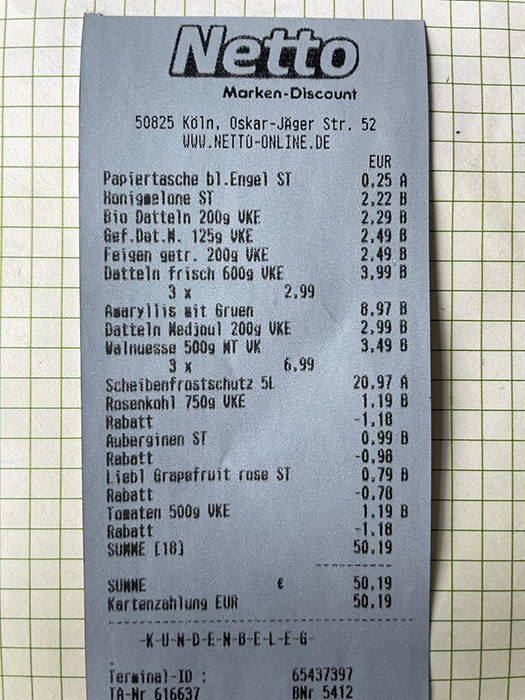 Netto
Marken-Discount
50825 Köln, Oskar-JAger Str. 52
WWW.NETTO-ONLINE.DE
EUR
Papiertasche bl.Engel ST 0,25 A
Honigmelone ST 2,22 B
Bio Datteln 200g VKE 2,29 B
Gef.Dat.M. 125g VKE 2,49 B
Feigen getr. 200g VKE 2,49 B
Datteln frisch 600g VKE 3,99 B
3 x 2,99
Amaryllis mit Gruen 8,97 B
Datteln Medjoul 200g VKE 2,99 B
Walnuesse 500g NT VK 3,49 B
3 x 6,99
Scheibenfrostschutz 5L 20,97 A
Rosenkohl 750g VKE 1,19 B
Rabatt -1,18
Auberginen ST 0,99 B
Rabatt -0,98
Liebl Grapefruit rose ST 0,79 B
Rabatt -0,78
Tomaten 500g VKE 1,19 B
Rabatt -1,18
SUMME [18] 50,19
SUMME € 50,19
Kartenzahlung EUR 50,19
-K-U-N-D-E-N-B-E-L-E-G-
Terminal-ID : 65437397
TA-Nr 616637 BNr 5412